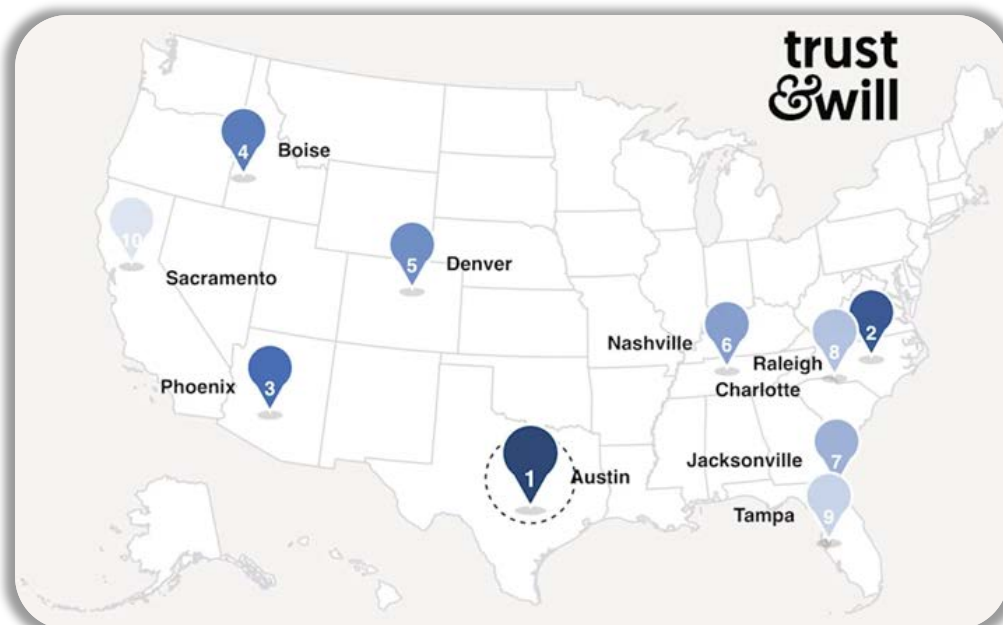 trust
&will
4
Boise
10
Sacramento
5
Denver
Nashville
6
2
8
Raleigh
Charlotte
Phoenix
3
1
Austin
7
Jacksonville
9
Tampa